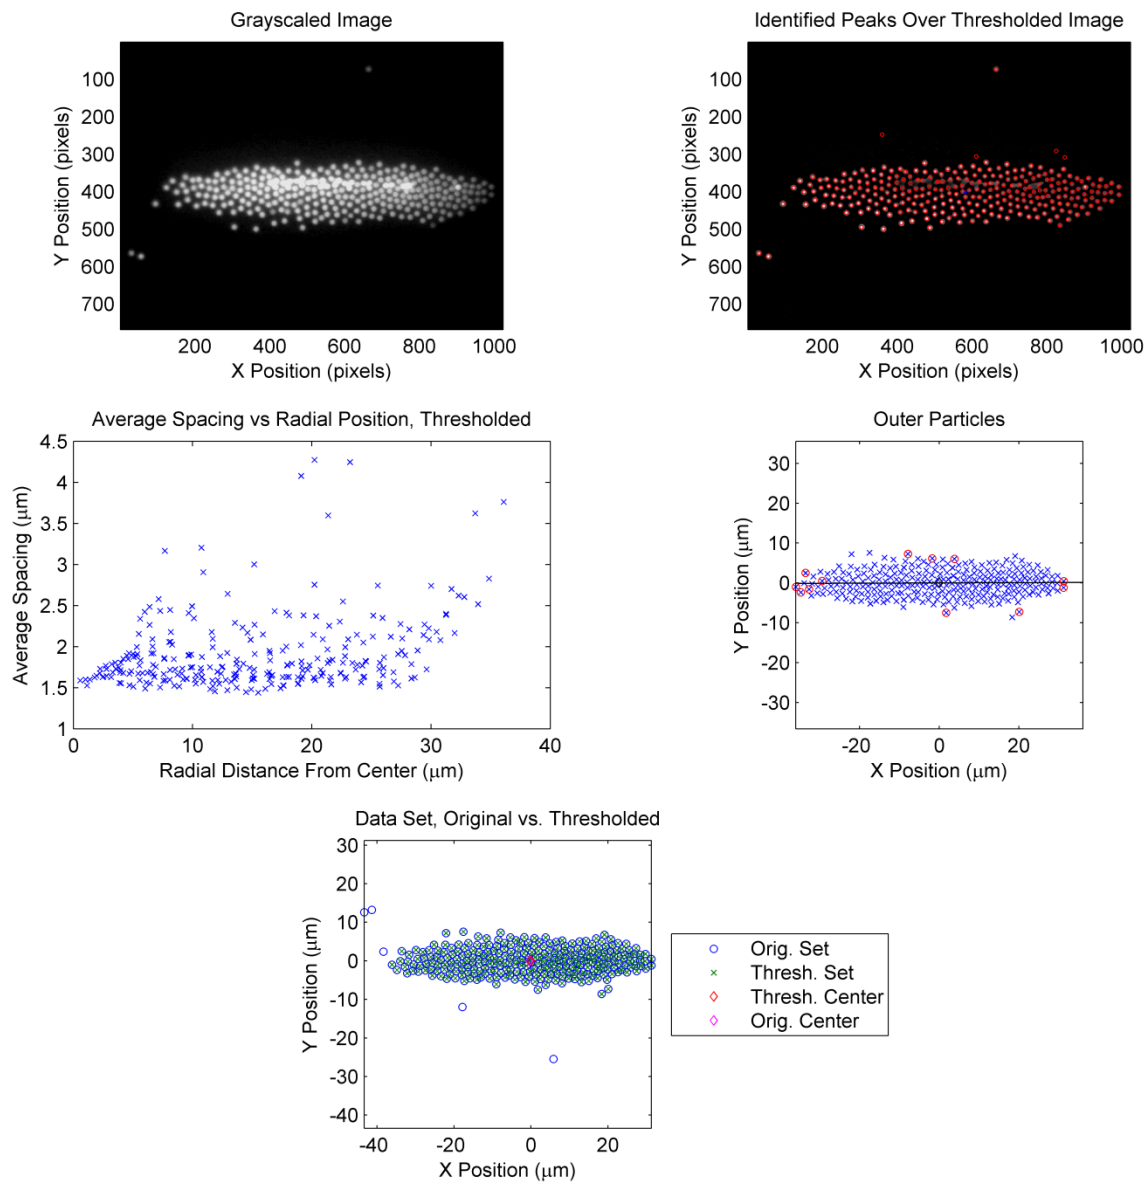 Grayscaled Image
Y Position (pixels)
100
200
300
400
500
600
700
200 400 600 800 1000
X Position (pixels)
Identified Peaks Over Thresholded Image
Y Position (pixels)
100
200
300
400
500
600
700
200 400 600 800 1000
X Position (pixels)
Average Spacing vs Radial Position, Thresholded
Average Spacing (μm)
4.5
4
3.5
3
2.5
2
1.5
1
0 10 20 30 40
Radial Distance From Center (μm)
Outer Particles
Y Position (μm)
30
20
10
0
-10
-20
-30
-20 0 20
X Position (μm)
Data Set, Original vs. Thresholded
Y Position (μm)
30
20
10
0
-10
-20
-30
-40
-40 -20 0 20
X Position (μm)
Orig. Set
Thresh. Set
Thresh. Center
Orig. Center